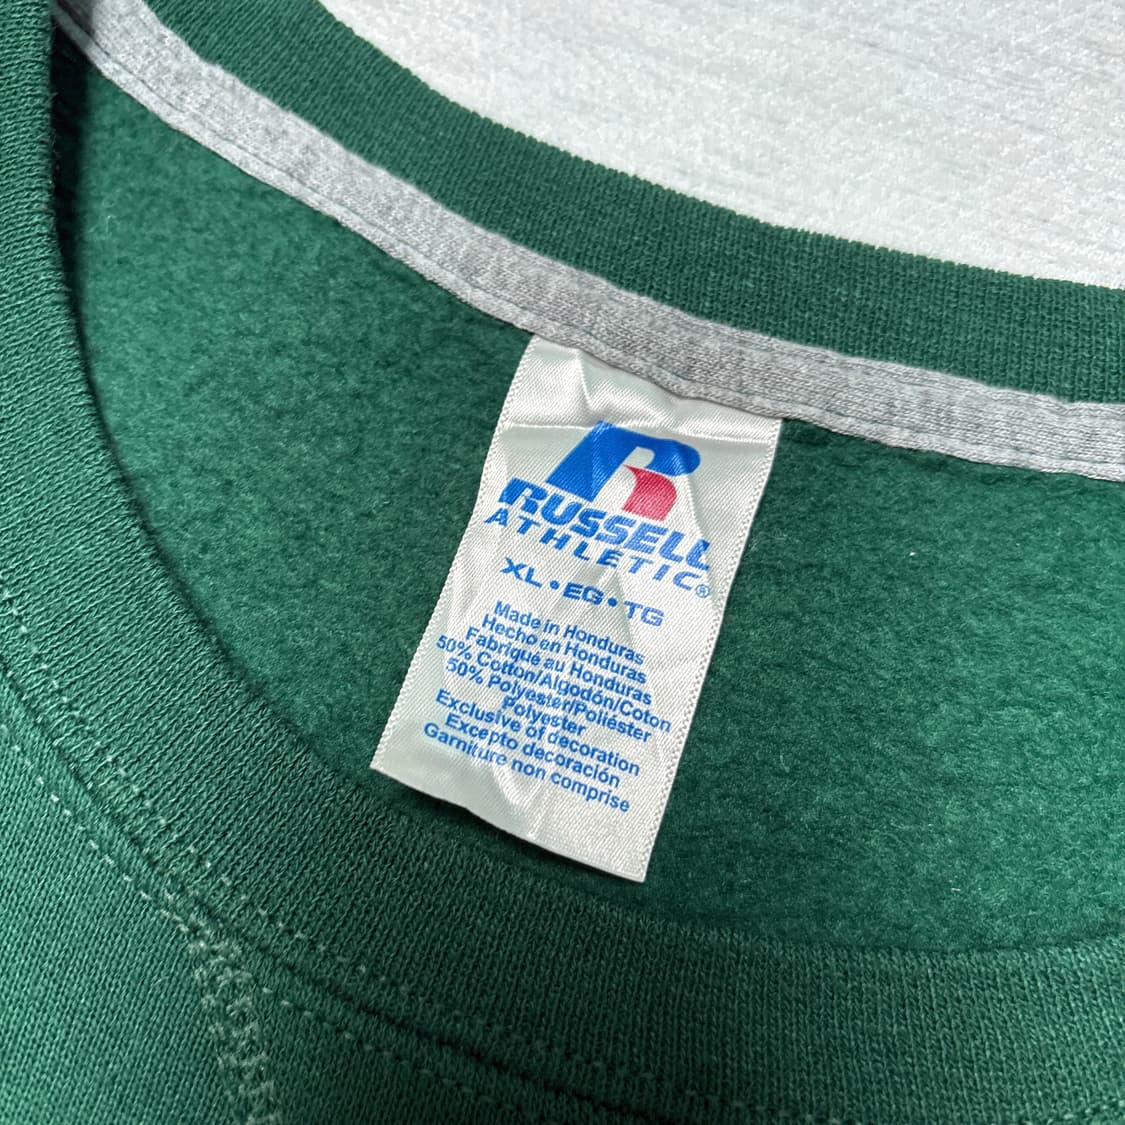 RUSSELL
ATHLETIC®
XL • EG • TG
Made in Honduras
Hecho en Honduras
Fabriqué au Honduras
50% Cotton/Algodón/Coton
50% Polyester/Poliéster
Polyester
Exclusive of decoration
Excepto decoración
Garniture non comprise